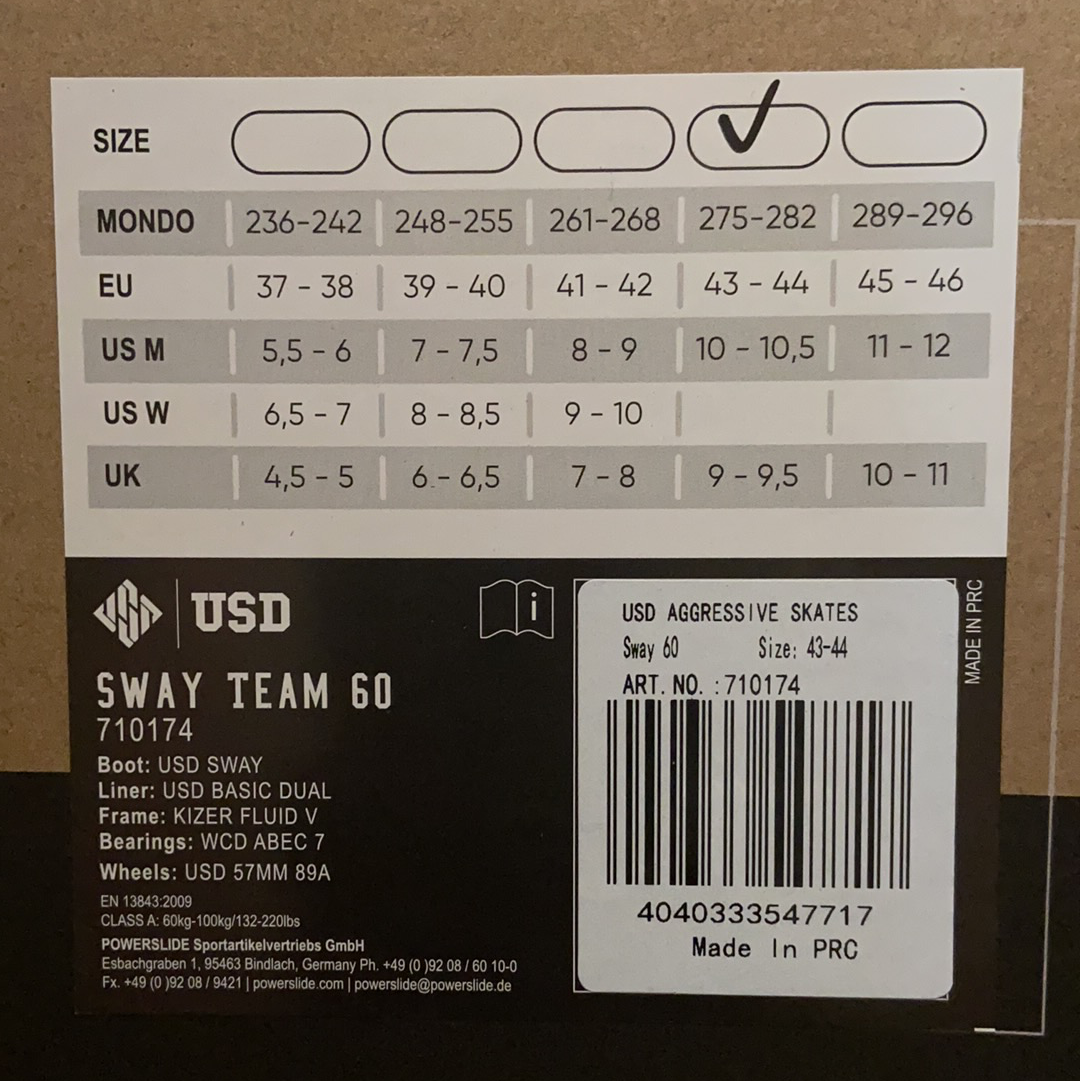 SIZE
MONDO 236-242 248-255 261-268 275-282 289-296
EU 37 - 38 39 - 40 41 - 42 43 - 44 45 - 46
US M 5,5 - 6 7 - 7,5 8 - 9 10 - 10,5 11 - 12
US W 6,5 - 7 8 - 8,5 9 - 10
UK 4,5 - 5 6 - 6,5 7 - 8 9 - 9,5 10 - 11
USD
SWAY TEAM 60
710174
Boot: USD SWAY
Liner: USD BASIC DUAL
Frame: KIZER FLUID V
Bearings: WCD ABEC 7
Wheels: USD 57MM 89A
EN 13843:2009
CLASS A: 60kg-100kg/132-220lbs
POWERSLIDE Sportartikelvertriebs GmbH
Esbachgraben 1, 95463 Bindlach, Germany Ph. +49 (0 )92 08 / 60 10-0
Fx. +49 (0 )92 08 / 9421 | powerslide.com | powerslide@powerslide.de
i
USD AGGRESSIVE SKATES
Sway 60 Size: 43-44
ART. NO. :710174
4040333547717
Made In PRC
MADE IN PRC